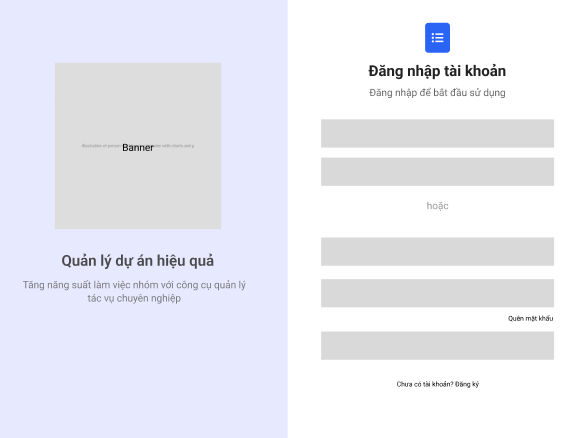 Banner
Quản lý dự án hiệu quả
Tăng năng suất làm việc nhóm với công cụ quản lý
tác vụ chuyên nghiệp
Đăng nhập tài khoản
Đăng nhập để bắt đầu sử dụng
hoặc
Quên mật khẩu
Chưa có tài khoản? Đăng ký